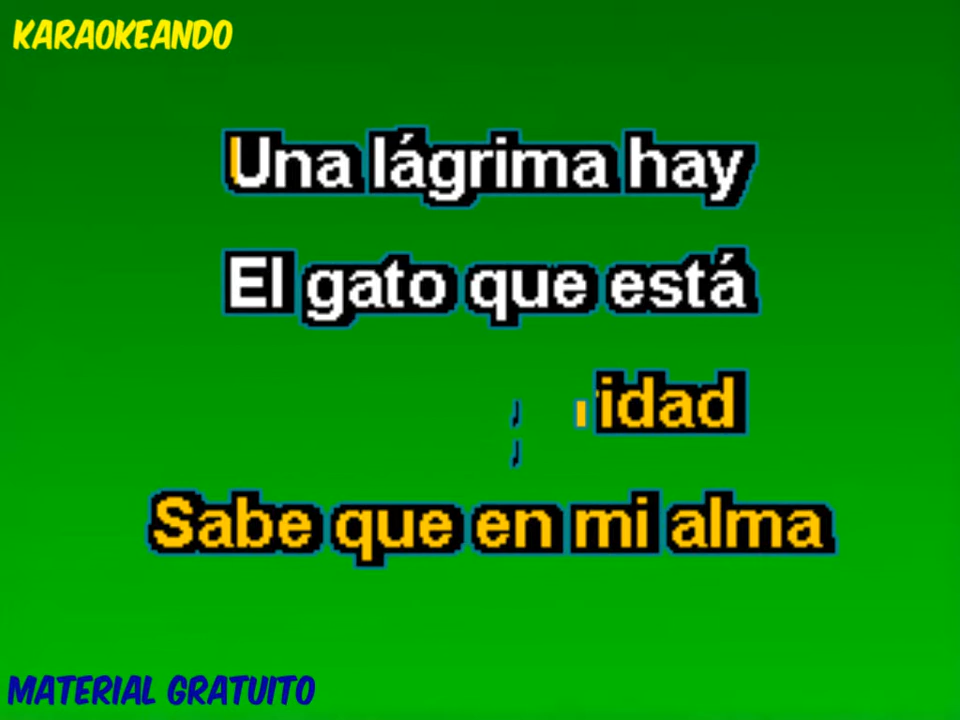 KARAOKEANDO
Una lágrima hay
El gato que está
idad
Sabe que en mi alma
MATERIAL GRATUITO